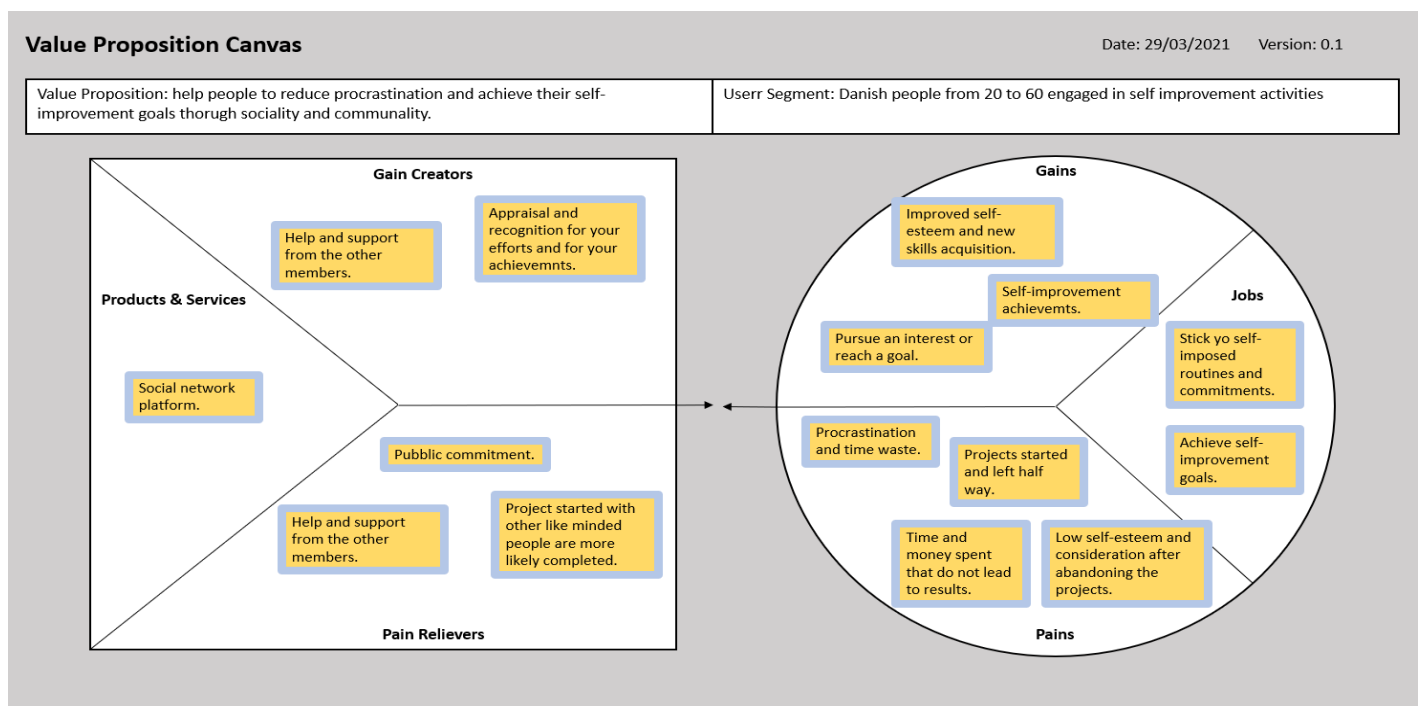 Value Proposition Canvas
Date: 29/03/2021 Version: 0.1
Value Proposition: help people to reduce procrastination and achieve their self-
improvement goals thorugh sociality and communality.
Userr Segment: Danish people from 20 to 60 engaged in self improvement activities
Gain Creators
Help and support
from the other
members.
Appraisal and
recognition for your
efforts and for your
achievemnts.
Products & Services
Social network
platform.
Pubblic commitment.
Help and support
from the other
members.
Project started with
other like minded
people are more
likely completed.
Pain Relievers
Gains
Improved self-
esteem and new
skills acquisition.
Self-improvement
achievemts.
Pursue an interest or
reach a goal.
Jobs
Stick yo self-
imposed
routines and
commitments.
Achieve self-
improvement
goals.
Procrastination
and time waste.
Projects started
and left half
way.
Time and
money spent
that do not lead
to results.
Low self-esteem and
consideration after
abandoning the
projects.
Pains